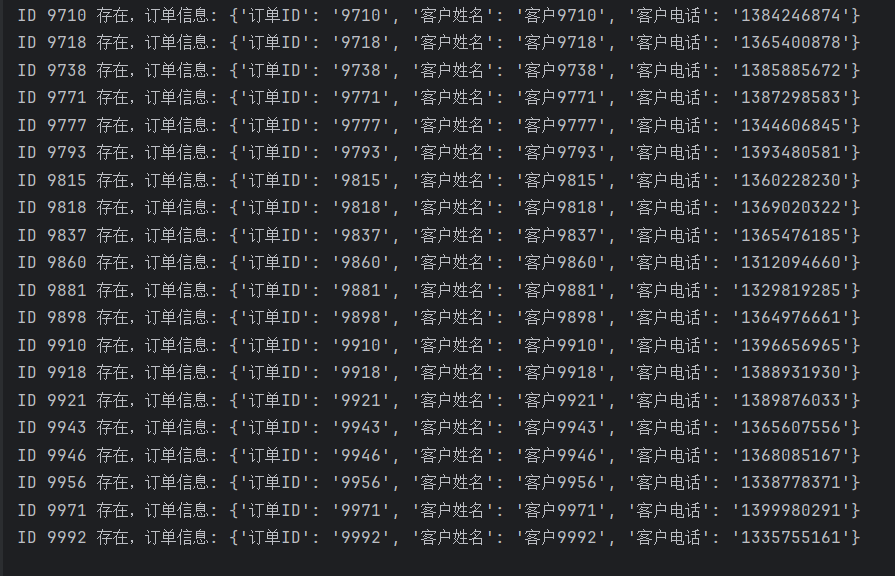 ID 9710 存在，订单信息: {'订单ID': '9710', '客户姓名': '客户9710', '客户电话': '1384246874'}
ID 9718 存在，订单信息: {'订单ID': '9718', '客户姓名': '客户9718', '客户电话': '1365400878'}
ID 9738 存在，订单信息: {'订单ID': '9738', '客户姓名': '客户9738', '客户电话': '1385885672'}
ID 9771 存在，订单信息: {'订单ID': '9771', '客户姓名': '客户9771', '客户电话': '1387298583'}
ID 9777 存在，订单信息: {'订单ID': '9777', '客户姓名': '客户9777', '客户电话': '1344606845'}
ID 9793 存在，订单信息: {'订单ID': '9793', '客户姓名': '客户9793', '客户电话': '1393480581'}
ID 9815 存在，订单信息: {'订单ID': '9815', '客户姓名': '客户9815', '客户电话': '1360228230'}
ID 9818 存在，订单信息: {'订单ID': '9818', '客户姓名': '客户9818', '客户电话': '1369020322'}
ID 9837 存在，订单信息: {'订单ID': '9837', '客户姓名': '客户9837', '客户电话': '1365476185'}
ID 9860 存在，订单信息: {'订单ID': '9860', '客户姓名': '客户9860', '客户电话': '1312094660'}
ID 9881 存在，订单信息: {'订单ID': '9881', '客户姓名': '客户9881', '客户电话': '1329819285'}
ID 9898 存在，订单信息: {'订单ID': '9898', '客户姓名': '客户9898', '客户电话': '1364976661'}
ID 9910 存在，订单信息: {'订单ID': '9910', '客户姓名': '客户9910', '客户电话': '1396656965'}
ID 9918 存在，订单信息: {'订单ID': '9918', '客户姓名': '客户9918', '客户电话': '1388931930'}
ID 9921 存在，订单信息: {'订单ID': '9921', '客户姓名': '客户9921', '客户电话': '1389876033'}
ID 9943 存在，订单信息: {'订单ID': '9943', '客户姓名': '客户9943', '客户电话': '1365607556'}
ID 9946 存在，订单信息: {'订单ID': '9946', '客户姓名': '客户9946', '客户电话': '1368085167'}
ID 9956 存在，订单信息: {'订单ID': '9956', '客户姓名': '客户9956', '客户电话': '1338778371'}
ID 9971 存在，订单信息: {'订单ID': '9971', '客户姓名': '客户9971', '客户电话': '1399980291'}
ID 9992 存在，订单信息: {'订单ID': '9992', '客户姓名': '客户9992', '客户电话': '1335755161'}